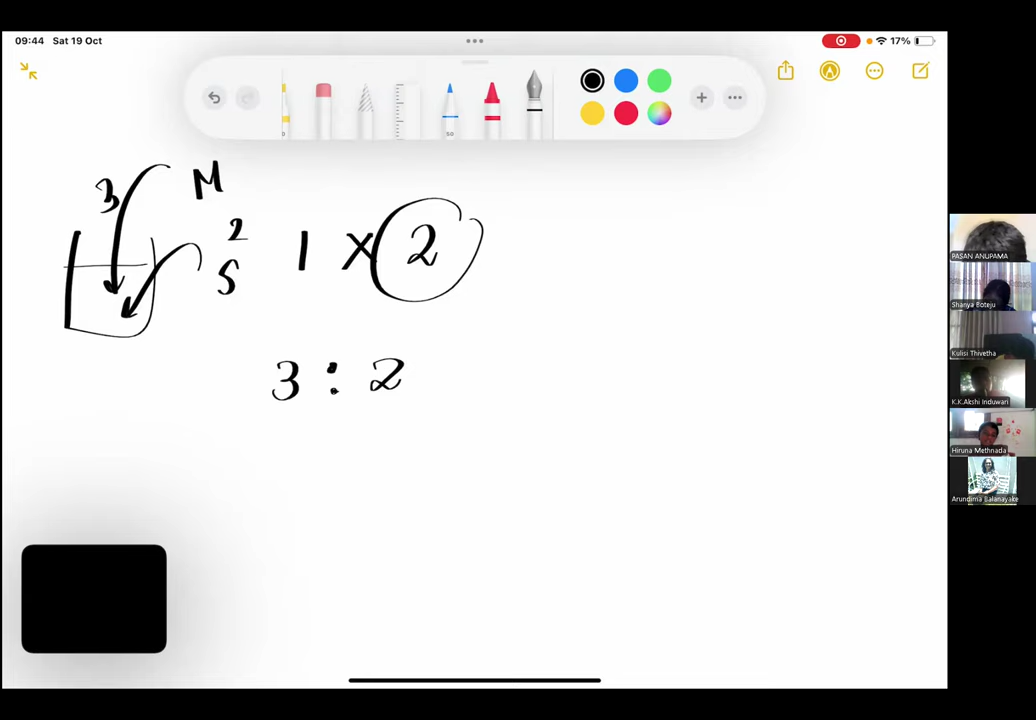 09:44 Sat 19 Oct
17%
M
3
2
S
1 X 2
3 : 2
PASAN ANUPAMA
Shanya Boteju
Kulisi Thivetha
K.K.Akshi Induwari
Hiruna Methnada
Arundima Balanayake